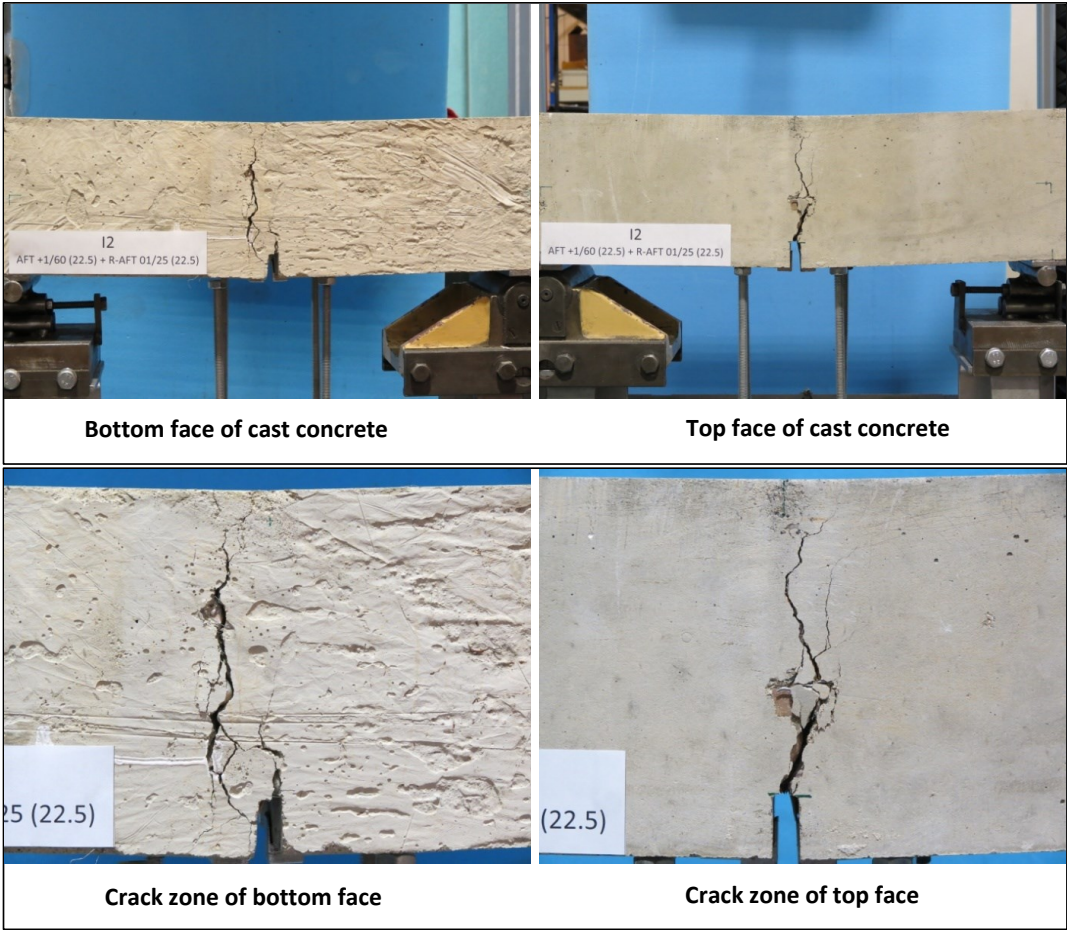 I2
AFT +1/60 (22.5) + R-AFT 01/25 (22.5)
I2
AFT +1/60 (22.5) + R-AFT 01/25 (22.5)
Bottom face of cast concrete
Top face of cast concrete
25 (22.5)
(22.5)
Crack zone of bottom face
Crack zone of top face